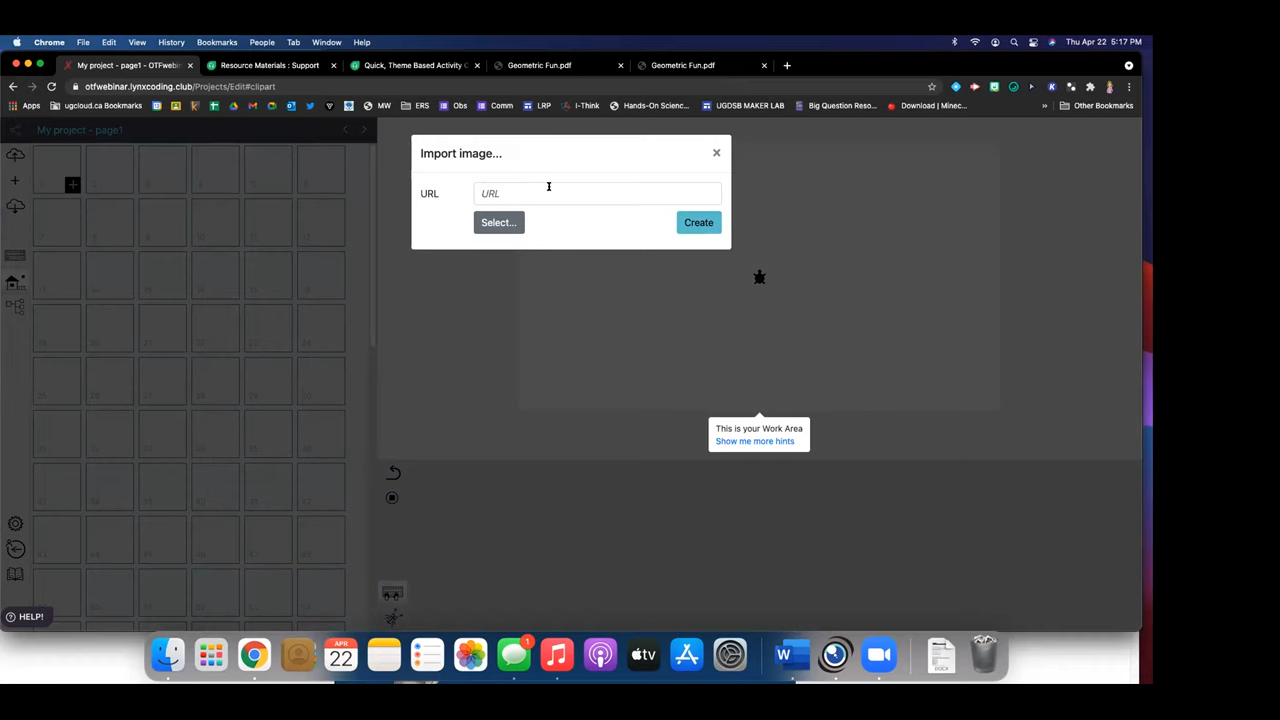 Chrome File Edit View History Bookmarks People Tab Window Help Thu Apr 22 5:17 PM
My project - page1 - OTFwebin Resource Materials : Support Quick, Theme Based Activity C Geometric Fun.pdf Geometric Fun.pdf
otfwebinar.lynxcoding.club/Projects/Edit#clipart
Apps ugcloud.ca Bookmarks MW ERS Obs Comm LRP I-Think Hands-On Scienc... UGDSB MAKER LAB Big Question Reso... Download | Minec... Other Bookmarks
My project - page1
Import image...
URL URL
Select... Create
This is your Work Area
Show me more hints
HELP!
APR
22
1
tv
W
DOCX